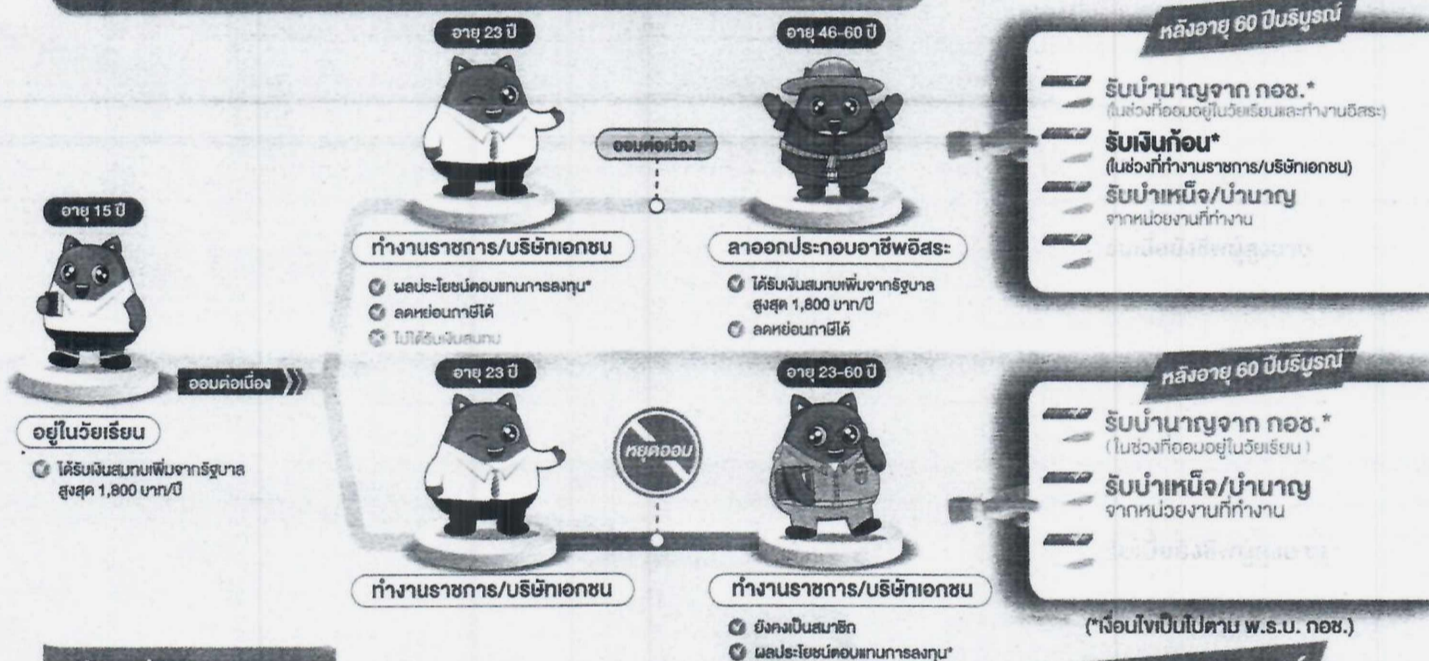 อายุ 15 ปี
อยู่ในวัยเรียน
ได้รับเงินสมทบเพิ่มจากรัฐบาล
สูงสุด 1,800 บาท/ปี
ออมต่อเนื่อง
อายุ 23 ปี
ทำงานราชการ/บริษัทเอกชน
ผลประโยชน์ตอบแทนการลงทุน*
ลดหย่อนภาษีได้
ไม่ได้รับเงินสมทบ
ออมต่อเนื่อง
อายุ 46-60 ปี
ลาออกประกอบอาชีพอิสระ
ได้รับเงินสมทบเพิ่มจากรัฐบาล
สูงสุด 1,800 บาท/ปี
ลดหย่อนภาษีได้
หลังอายุ 60 ปีบริบูรณ์
รับบำนาญจาก กอช.*
(ในช่วงที่ออมอยู่ในวัยเรียนและทำงานอิสระ)
รับเงินก้อน*
(ในช่วงที่ทำงานราชการ/บริษัทเอกชน)
รับบำเหน็จ/บำนาญ
จากหน่วยงานที่ทำงาน
อายุ 23 ปี
ทำงานราชการ/บริษัทเอกชน
หยุดออม
อายุ 23-60 ปี
ทำงานราชการ/บริษัทเอกชน
ยังคงเป็นสมาชิก
ผลประโยชน์ตอบแทนการลงทุน*
หลังอายุ 60 ปีบริบูรณ์
รับบำนาญจาก กอช.*
(ในช่วงที่ออมอยู่ในวัยเรียน)
รับบำเหน็จ/บำนาญ
จากหน่วยงานที่ทำงาน
(*เงื่อนไขเป็นไปตาม พ.ร.บ. กอช.)